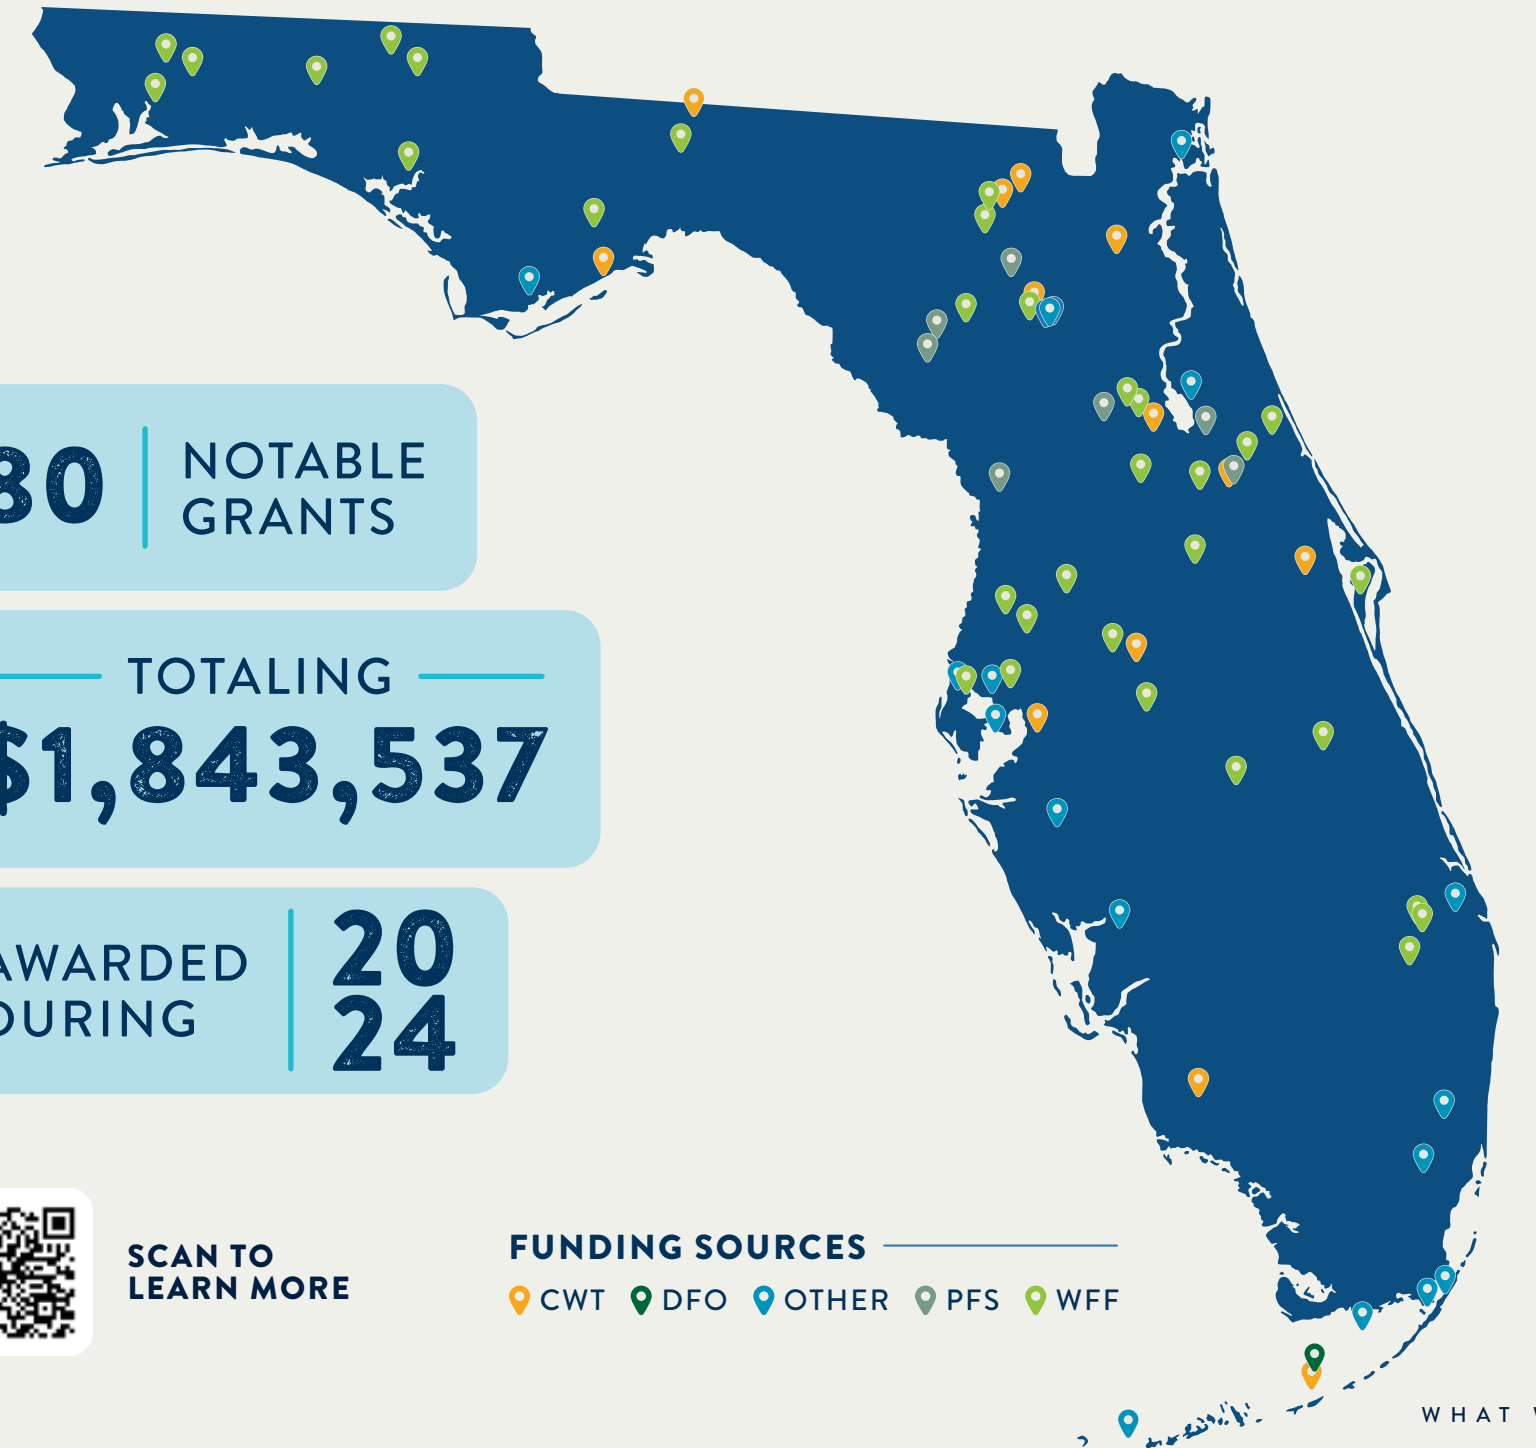 80
NOTABLE
GRANTS
TOTALING
$1,843,537
AWARDED
DURING
20
24
SCAN TO
LEARN MORE
FUNDING SOURCES
CWT DFO OTHER PFS WFF
WHAT